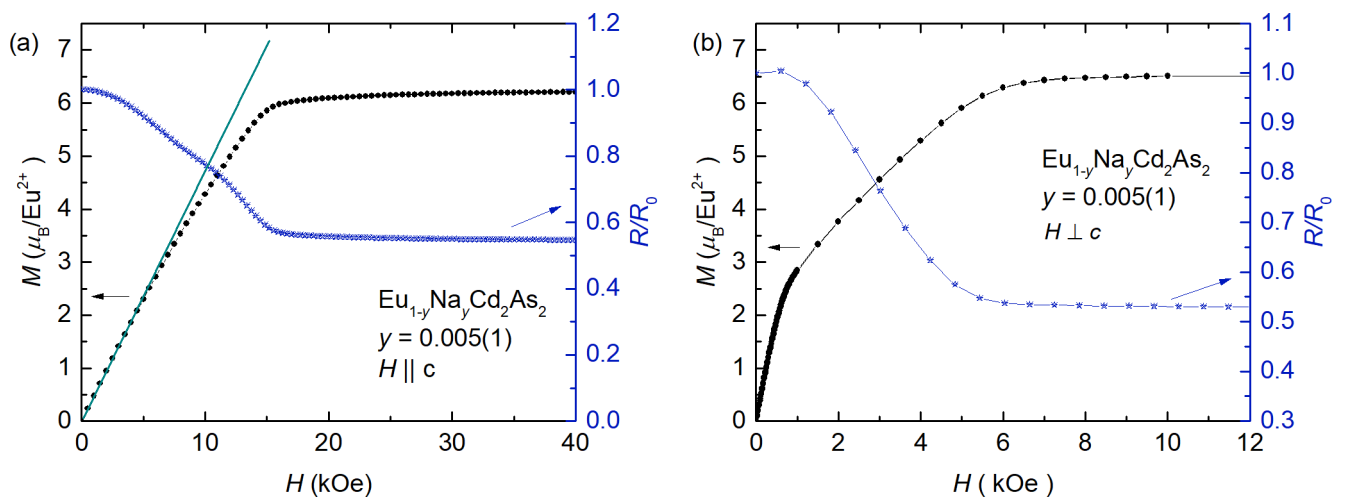 (a)
7
6
5
4
3
2
1
0
M (μB/Eu2+)
1.2
1.0
0.8
0.6
0.4
0.2
0.0
R/R0
Eu1-yNayCd2As2
y = 0.005(1)
H || c
0 10 20 30 40
H (kOe)
(b)
7
6
5
4
3
2
1
0
M (μB/Eu2+)
1.1
1.0
0.9
0.8
0.7
0.6
0.5
0.4
0.3
R/R0
Eu1-yNayCd2As2
y = 0.005(1)
H ⊥ c
0 2 4 6 8 10 12
H ( kOe )